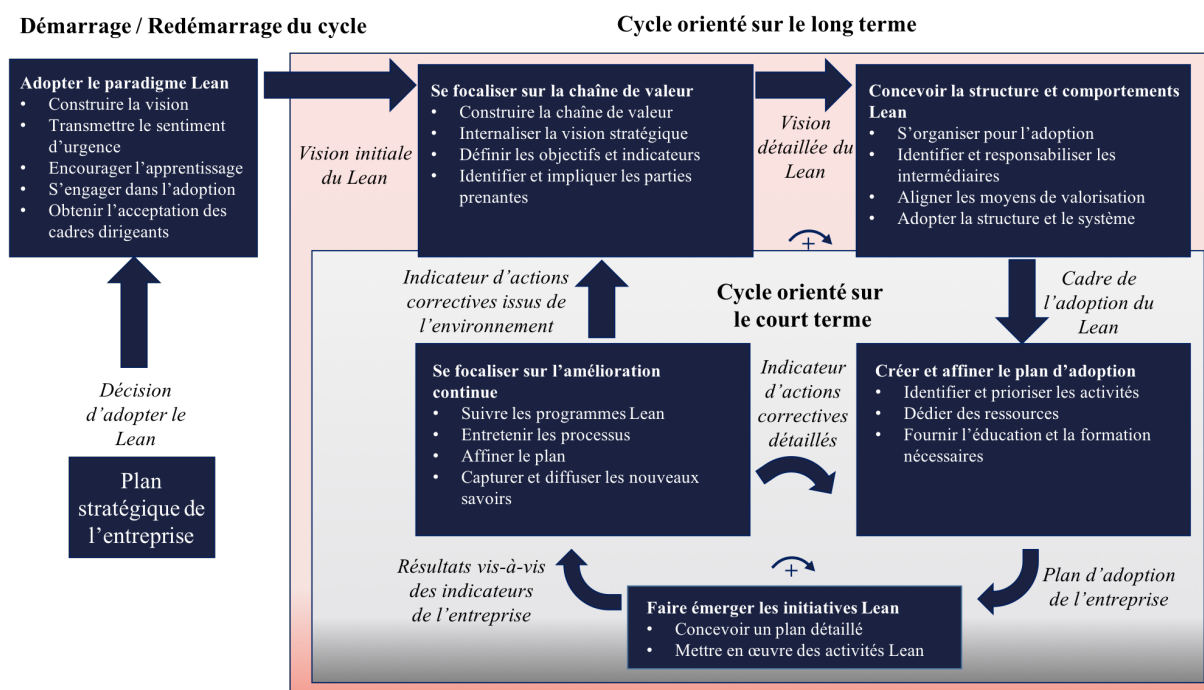 Démarrage / Redémarrage du cycle
Cycle orienté sur le long terme
Adopter le paradigme Lean
• Construire la vision
• Transmettre le sentiment
d’urgence
• Encourager l’apprentissage
• S’engager dans l’adoption
• Obtenir l’acceptation des
cadres dirigeants
Vision initiale
du Lean
Se focaliser sur la chaîne de valeur
• Construire la chaîne de valeur
• Internaliser la vision stratégique
• Définir les objectifs et indicateurs
• Identifier et impliquer les parties
prenantes
Vision
détaillée du
Lean
Concevoir la structure et comportements
Lean
• S’organiser pour l’adoption
• Identifier et responsabiliser les
intermédiaires
• Aligner les moyens de valorisation
• Adopter la structure et le système
+
Décision
d’adopter le
Lean
Plan
stratégique de
l’entreprise
Indicateur d’actions
correctives issus de
l’environnement
Cycle orienté sur
le court terme
Cadre de
l’adoption du
Lean
Se focaliser sur l’amélioration
continue
• Suivre les programmes Lean
• Entretenir les processus
• Affiner le plan
• Capturer et diffuser les nouveaux
savoirs
Indicateur
d’actions
correctives
détaillés
Créer et affiner le plan d’adoption
• Identifier et prioriser les activités
• Dédier des ressources
• Fournir l’éducation et la formation
nécessaires
Résultats vis-à-vis
des indicateurs
de l’entreprise
+
Plan d’adoption
de l’entreprise
Faire émerger les initiatives Lean
• Concevoir un plan détaillé
• Mettre en œuvre des activités Lean